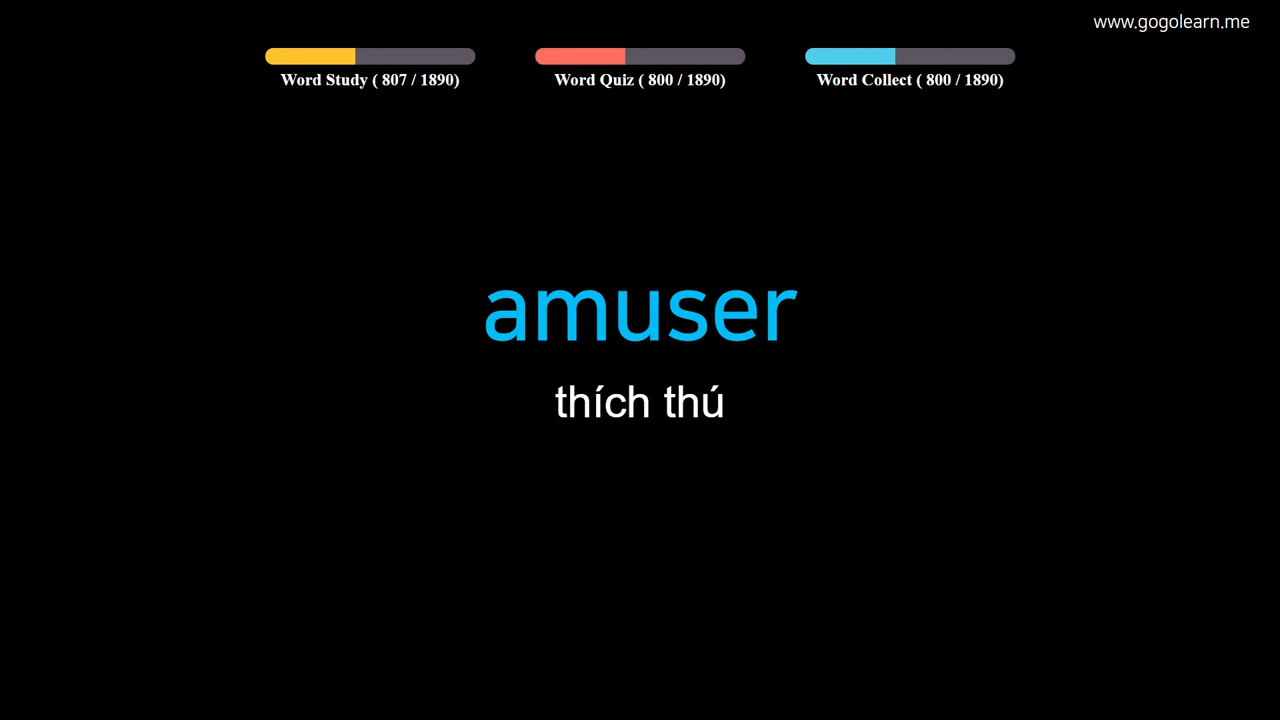 www.gogolearn.me
Word Study ( 807 / 1890)
Word Quiz ( 800 / 1890)
Word Collect ( 800 / 1890)
amuser
thích thú